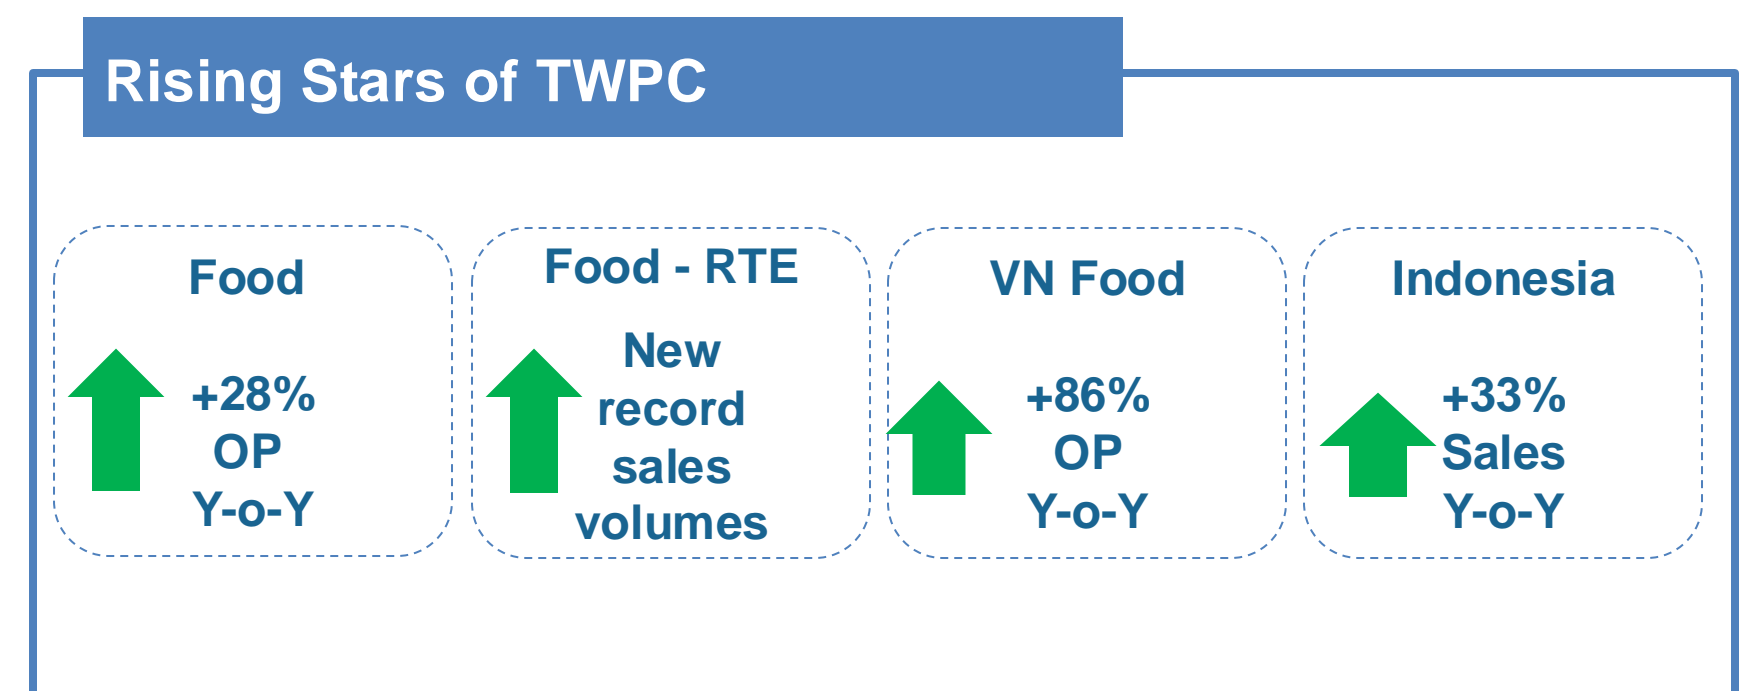 Rising Stars of TWPC
Food
+28%
OP
Y-o-Y
Food - RTE
New
record
sales
volumes
VN Food
+86%
OP
Y-o-Y
Indonesia
+33%
Sales
Y-o-Y